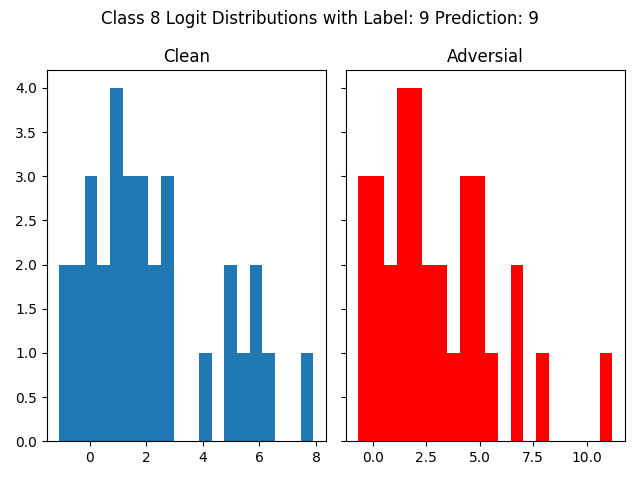 Class 8 Logit Distributions with Label: 9 Prediction: 9
Clean
Adversial
4.0
3.5
3.0
2.5
2.0
1.5
1.0
0.5
0.0
0 2 4 6 8
0.0 2.5 5.0 7.5 10.0